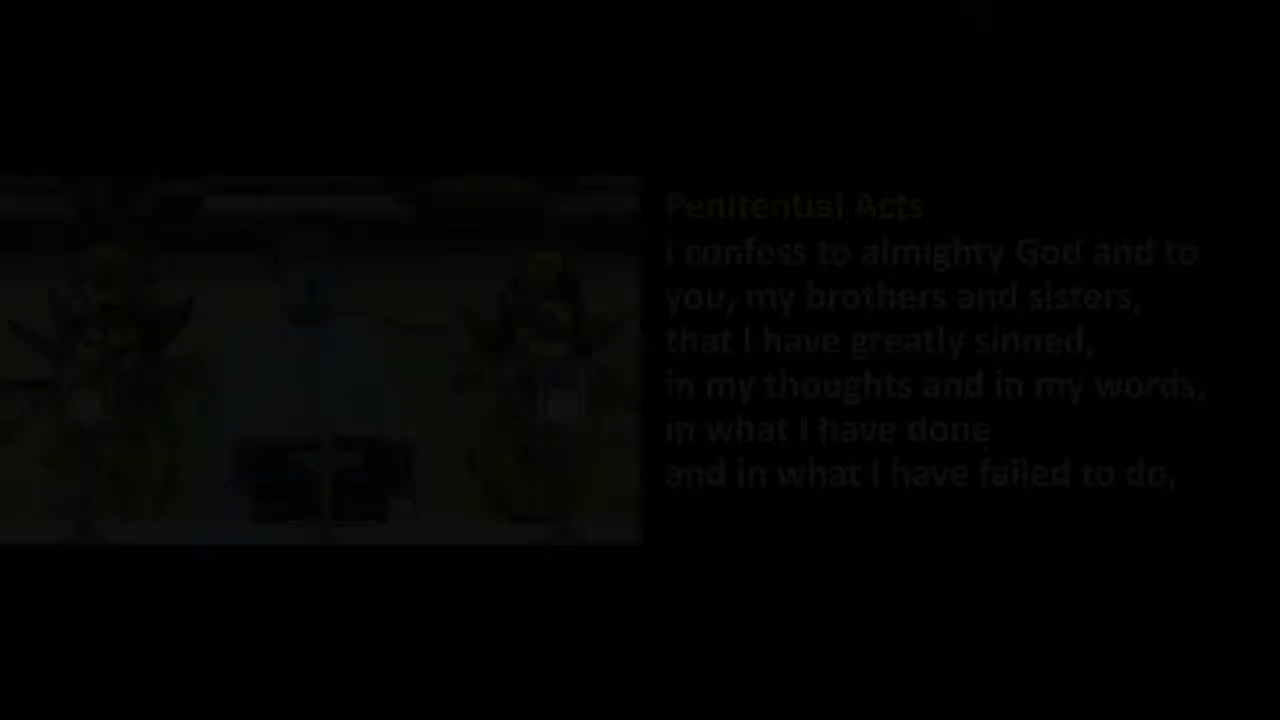 Penitential Acts
I confess to almighty God and to
you, my brothers and sisters,
that I have greatly sinned,
in my thoughts and in my words,
in what I have done
and in what I have failed to do,